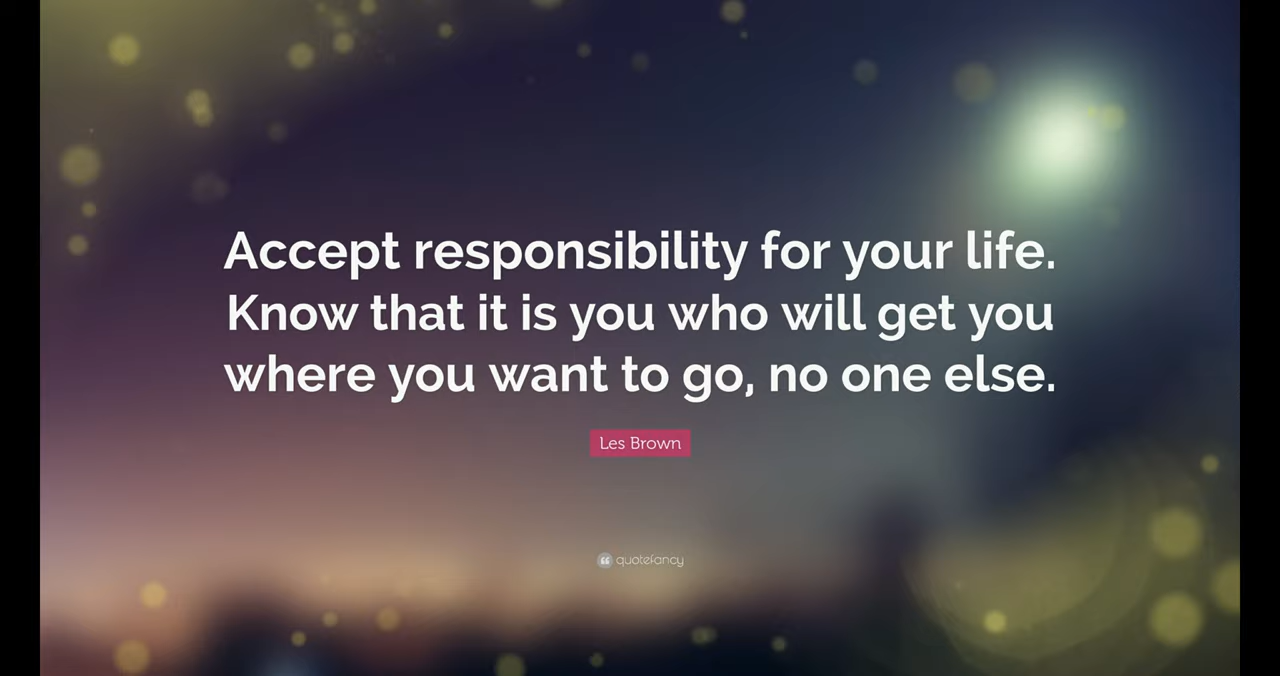 Accept responsibility for your life.
Know that it is you who will get you
where you want to go, no one else.
Les Brown
quotefancy